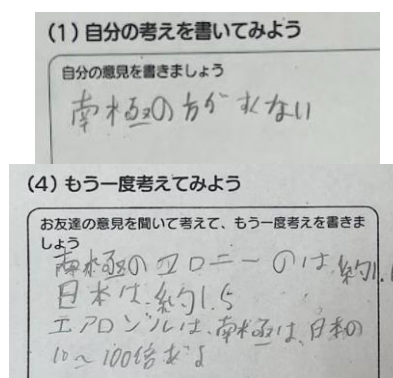 (1) 自分の考えを書いてみよう
自分の意見を書きましょう
南極の方がすくない
(4) もう一度考えてみよう
お友達の意見を聞いて考えて、もう一度考えを書きま
しょう
南極のコロニーのは、約1.
日本は、約1.5
エアロゾルは、南極は、日本の
10～100倍